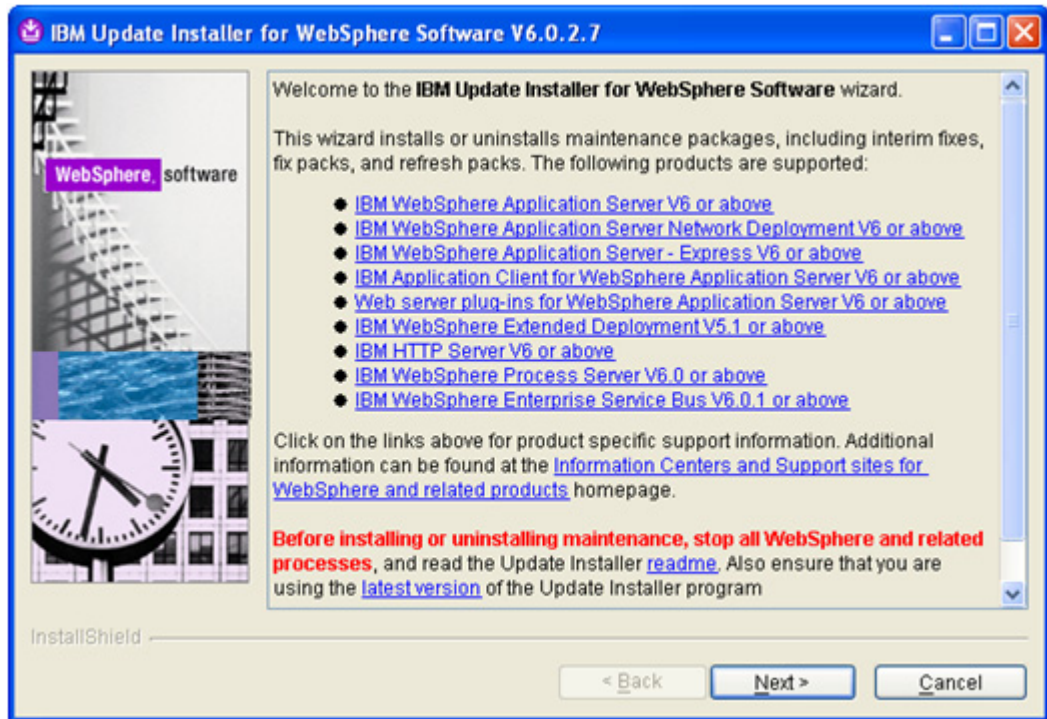 IBM Update Installer for WebSphere Software V6.0.2.7
WebSphere. software
Welcome to the IBM Update Installer for WebSphere Software wizard.
This wizard installs or uninstalls maintenance packages, including interim fixes,
fix packs, and refresh packs. The following products are supported:
IBM WebSphere Application Server V6 or above
IBM WebSphere Application Server Network Deployment V6 or above
IBM WebSphere Application Server - Express V6 or above
IBM Application Client for WebSphere Application Server V6 or above
Web server plug-ins for WebSphere Application Server V6 or above
IBM WebSphere Extended Deployment V5.1 or above
IBM HTTP Server V6 or above
IBM WebSphere Process Server V6.0 or above
IBM WebSphere Enterprise Service Bus V6.0.1 or above
Click on the links above for product specific support information. Additional
information can be found at the Information Centers and Support sites for
WebSphere and related products homepage.
Before installing or uninstalling maintenance, stop all WebSphere and related
processes, and read the Update Installer readme. Also ensure that you are
using the latest version of the Update Installer program
InstallShield
< Back
Next >
Cancel